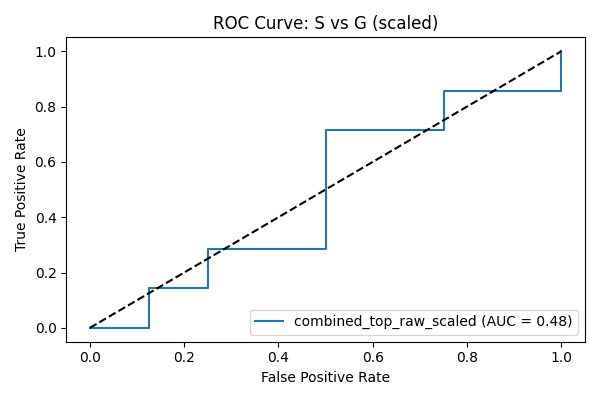 ROC Curve: S vs G (scaled)
True Positive Rate
1.0
0.8
0.6
0.4
0.2
0.0
combined_top_raw_scaled (AUC = 0.48)
0.0 0.2 0.4 0.6 0.8 1.0
False Positive Rate